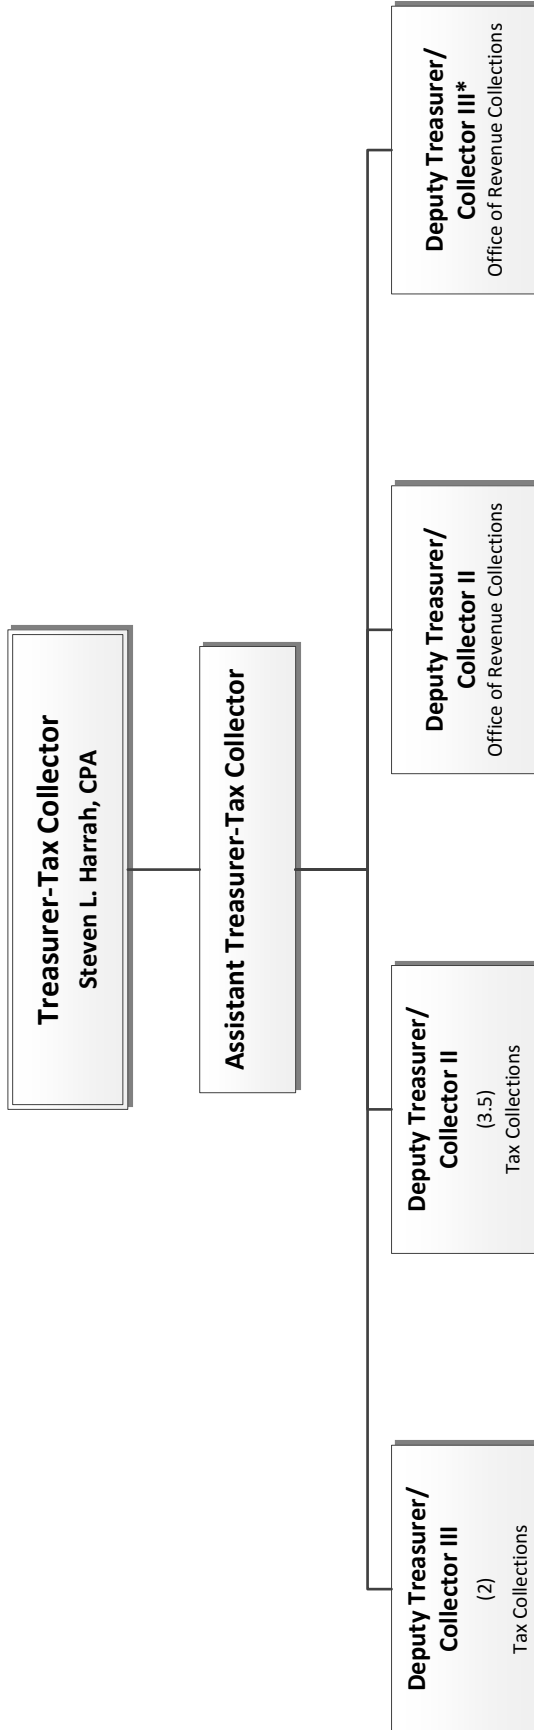 Treasurer-Tax Collector
Steven L. Harrah, CPA
Assistant Treasurer-Tax Collector
Deputy Treasurer/
Collector III
(2)
Tax Collections
Deputy Treasurer/
Collector II
(3.5)
Tax Collections
Deputy Treasurer/
Collector II
Office of Revenue Collections
Deputy Treasurer/
Collector III*
Office of Revenue Collections